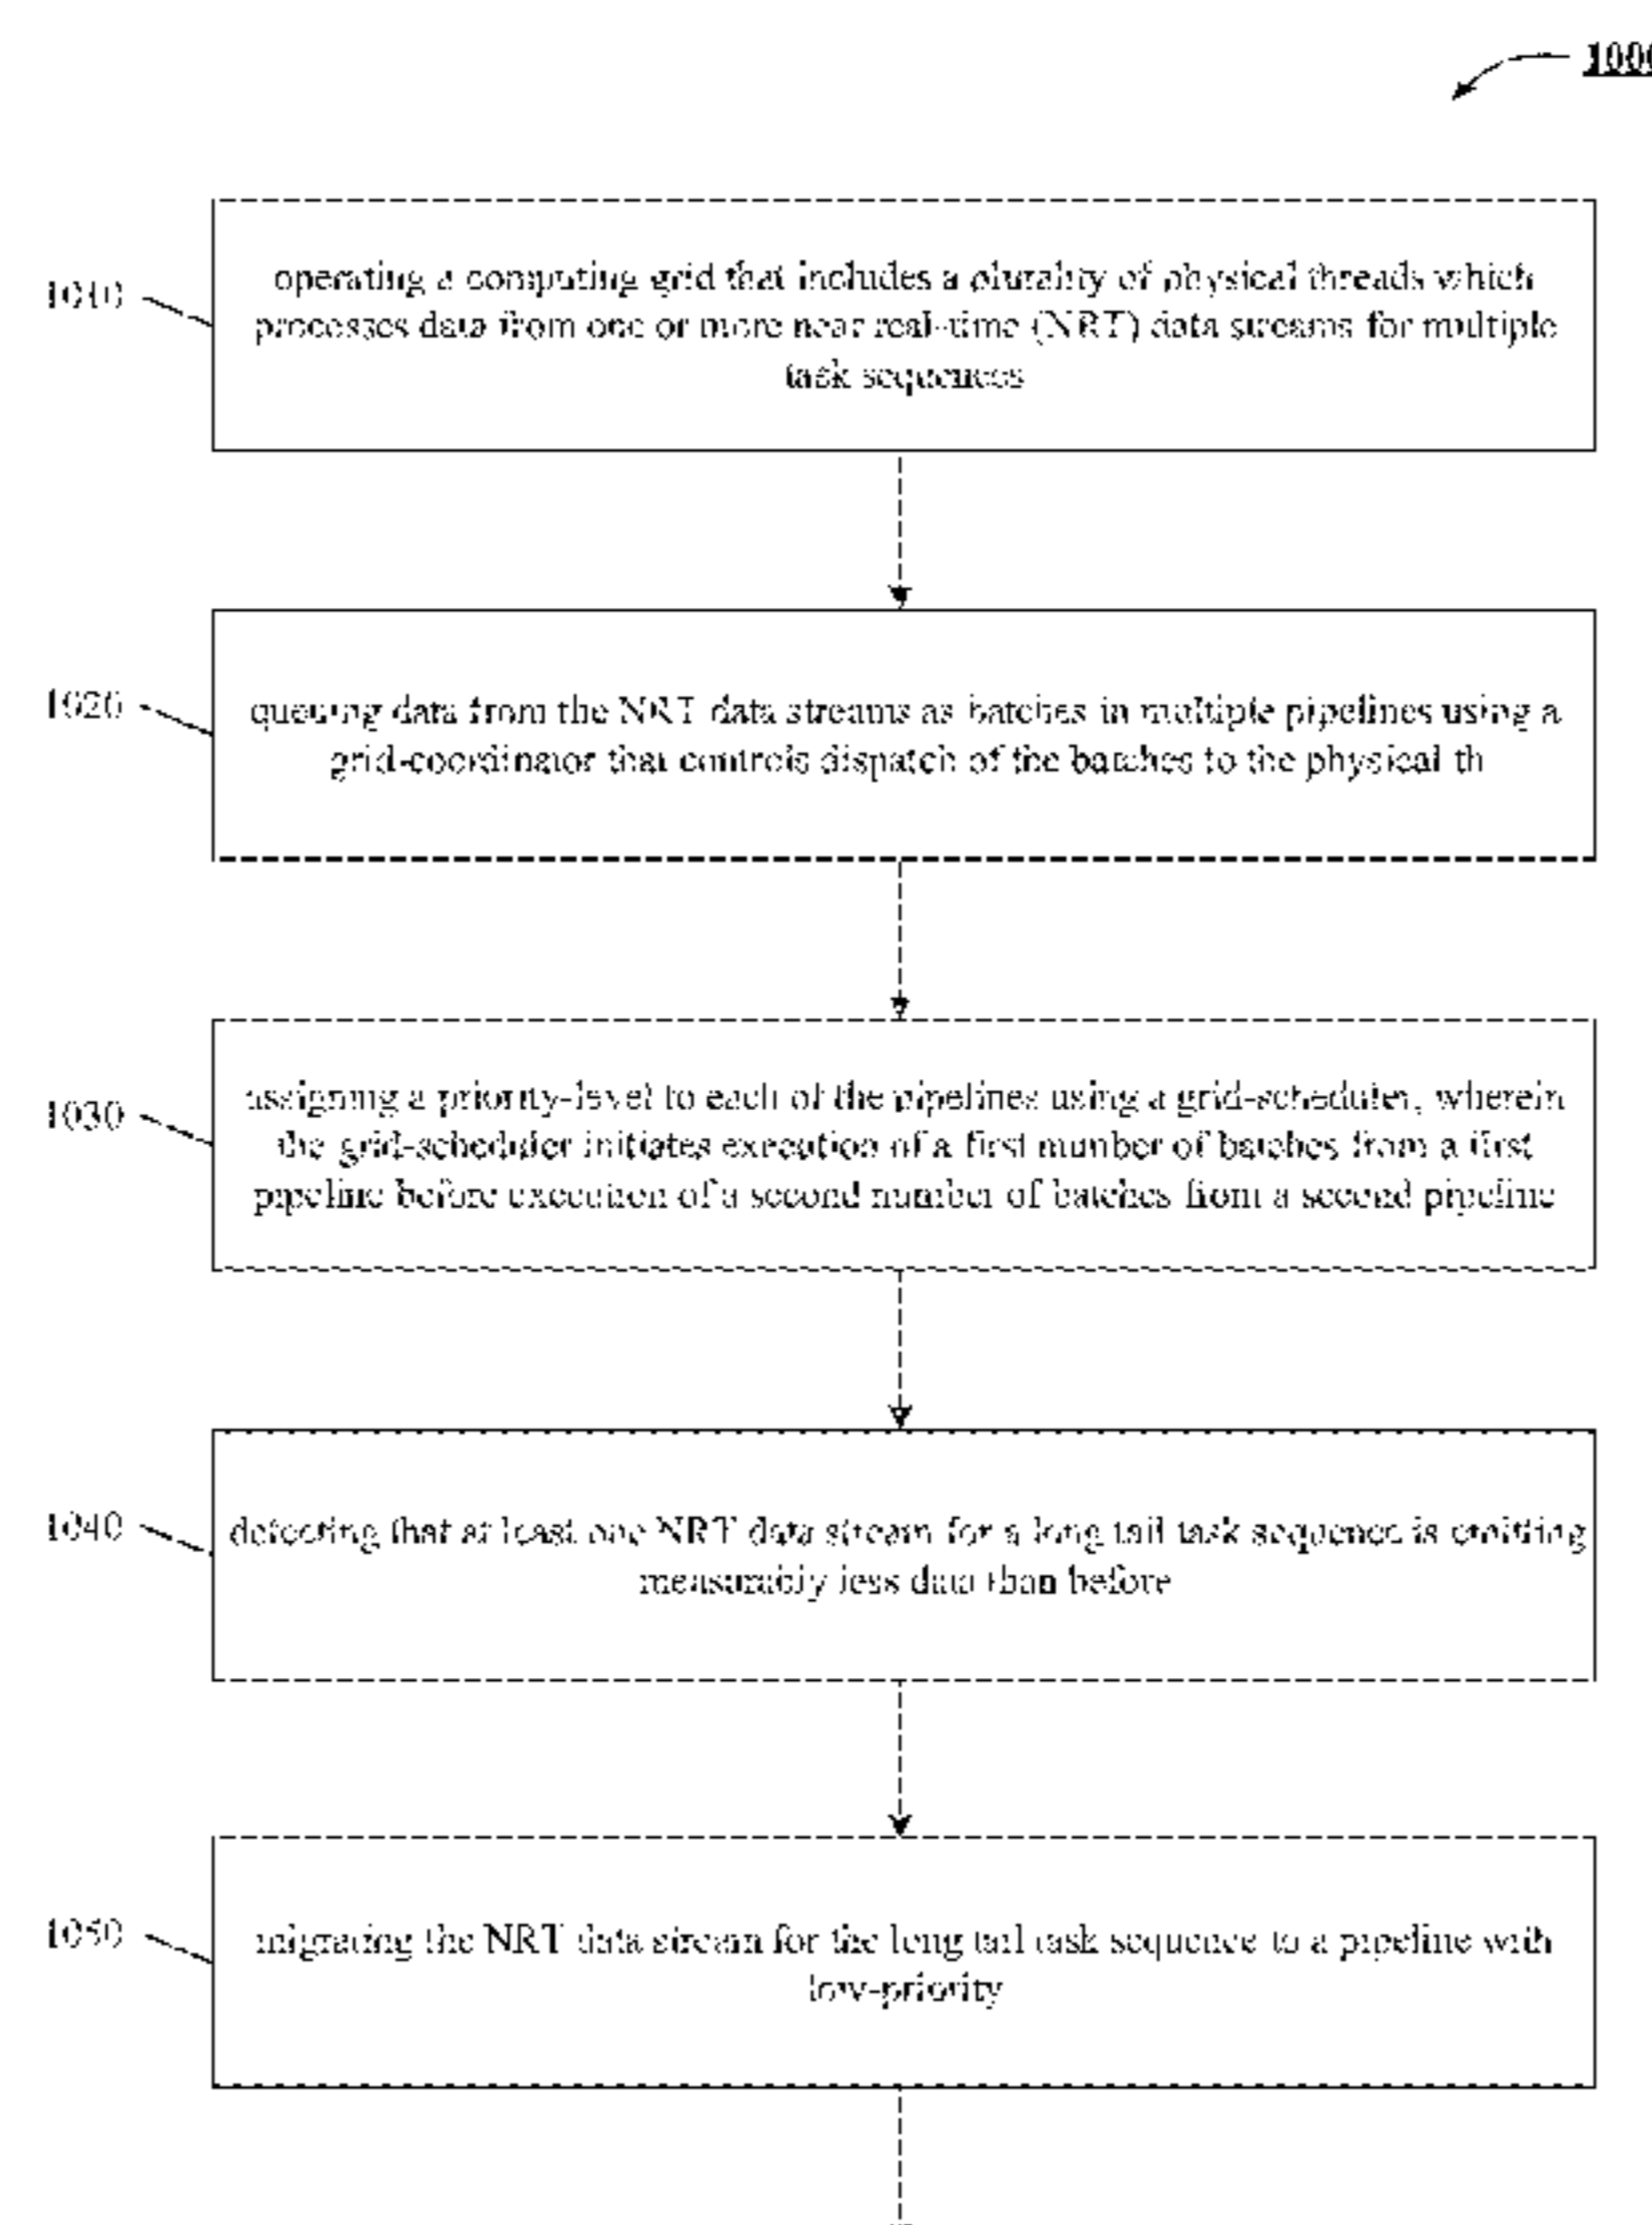 1000
1010
operating a computing grid that includes a plurality of physical threads which
processes data from one or more near real-time (NRT) data streams for multiple
task sequences
1020
queuing data from the NRT data streams as batches in multiple pipelines using a
grid-coordinator that controls dispatch of the batches to the physical th
1030
assigning a priority-level to each of the pipelines using a grid-scheduler, wherein
the grid-scheduler initiates execution of a first number of batches from a first
pipeline before execution of a second number of batches from a second pipeline
1040
detecting that at least one NRT data stream for a long tail task sequence is emitting
measurably less data than before
1050
migrating the NRT data stream for the long tail task sequence to a pipeline with
low-priority